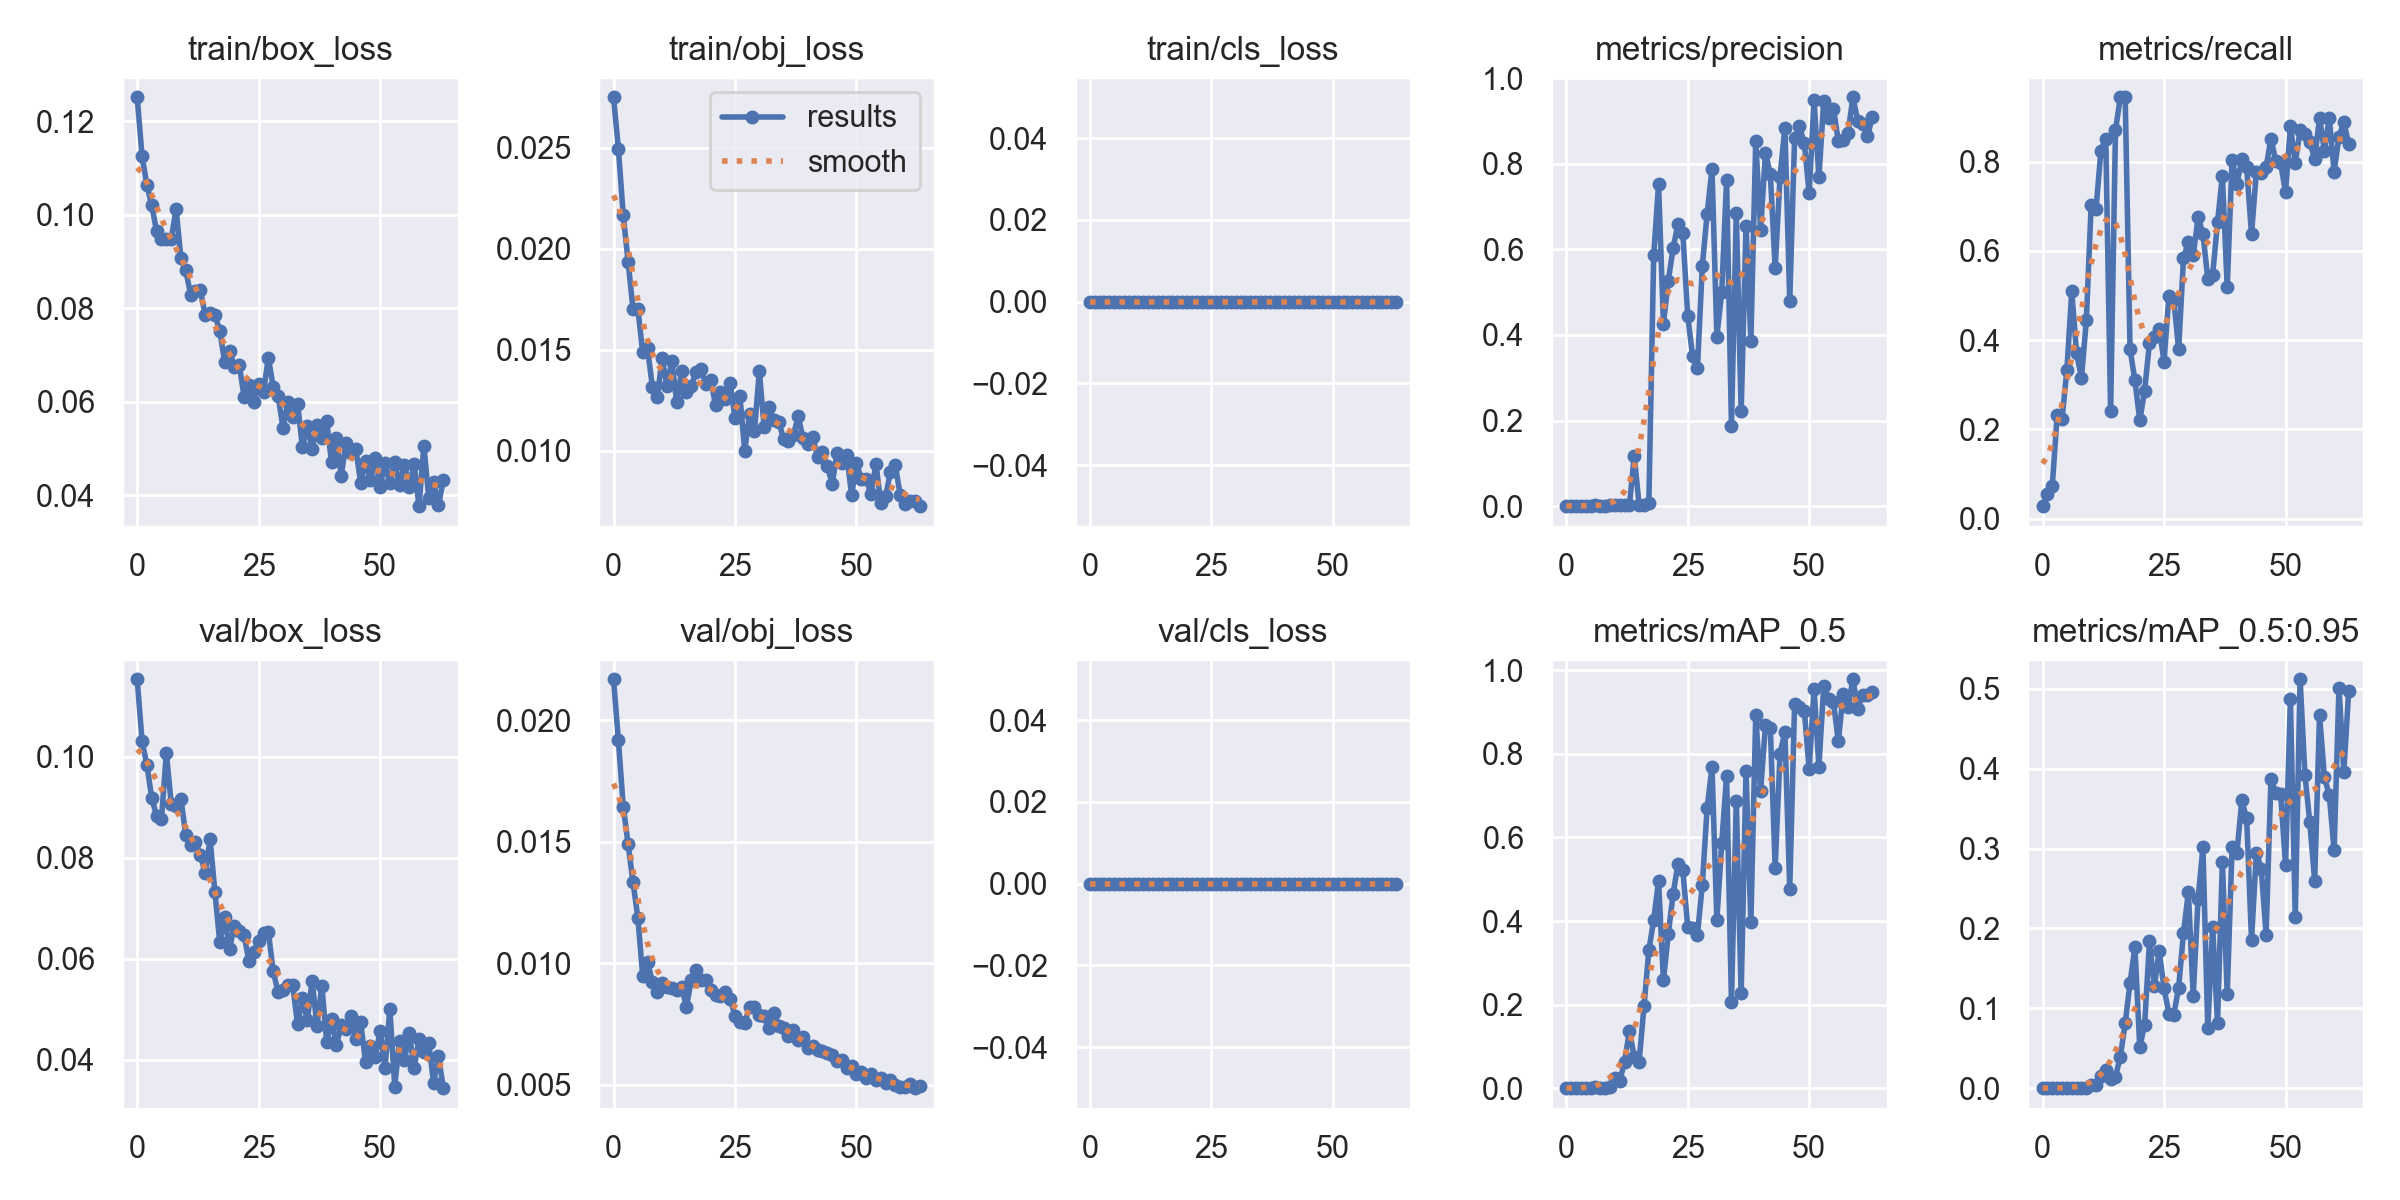 train/box_loss
0.12
0.10
0.08
0.06
0.04
0 25 50
train/obj_loss
results
smooth
0.025
0.020
0.015
0.010
0 25 50
train/cls_loss
0.04
0.02
0.00
−0.02
−0.04
0 25 50
metrics/precision
1.0
0.8
0.6
0.4
0.2
0.0
0 25 50
metrics/recall
0.8
0.6
0.4
0.2
0.0
0 25 50
val/box_loss
0.10
0.08
0.06
0.04
0 25 50
val/obj_loss
0.020
0.015
0.010
0.005
0 25 50
val/cls_loss
0.04
0.02
0.00
−0.02
−0.04
0 25 50
metrics/mAP_0.5
1.0
0.8
0.6
0.4
0.2
0.0
0 25 50
metrics/mAP_0.5:0.95
0.5
0.4
0.3
0.2
0.1
0.0
0 25 50